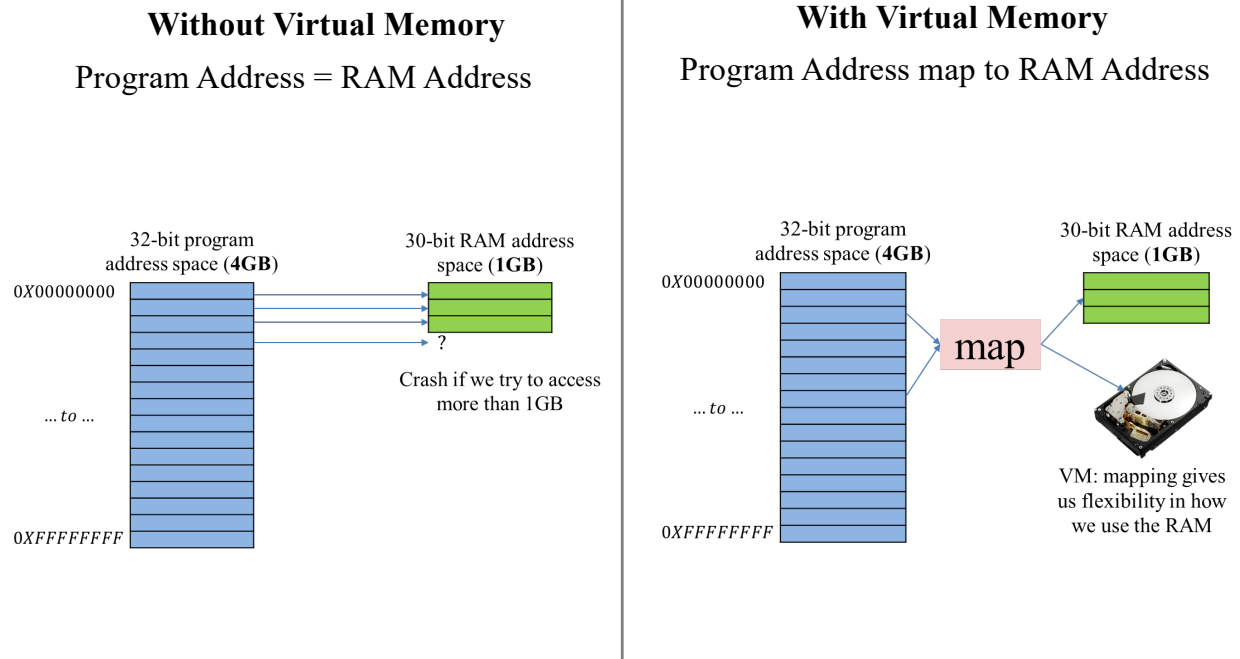 Without Virtual Memory
Program Address = RAM Address
32-bit program
address space (4GB)
30-bit RAM address
space (1GB)
0X00000000
?
Crash if we try to access
more than 1GB
... to ...
0XFFFFFFFF
With Virtual Memory
Program Address map to RAM Address
32-bit program
address space (4GB)
30-bit RAM address
space (1GB)
0X00000000
map
... to ...
VM: mapping gives
us flexibility in how
we use the RAM
0XFFFFFFFF